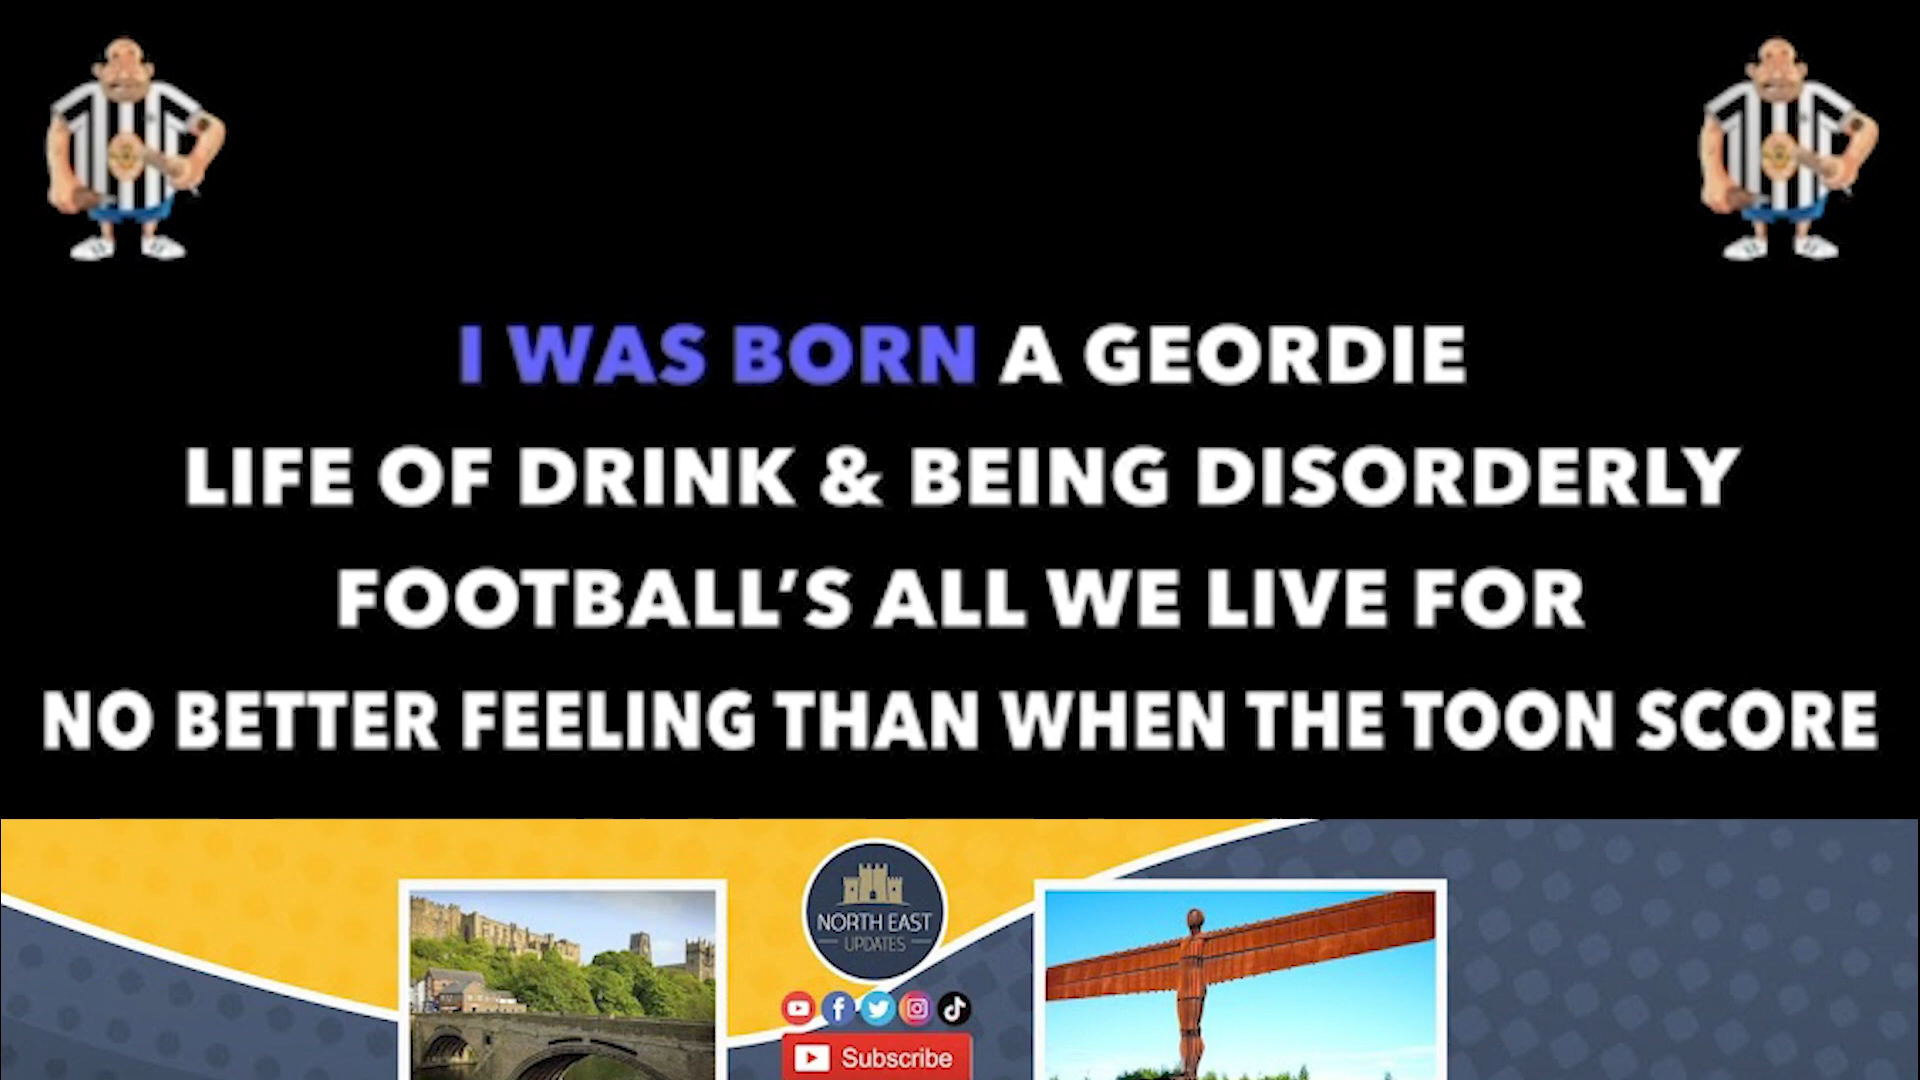 I WAS BORN A GEORDIE
LIFE OF DRINK & BEING DISORDERLY
FOOTBALL’S ALL WE LIVE FOR
NO BETTER FEELING THAN WHEN THE TOON SCORE
NORTH EAST
UPDATES
Subscribe